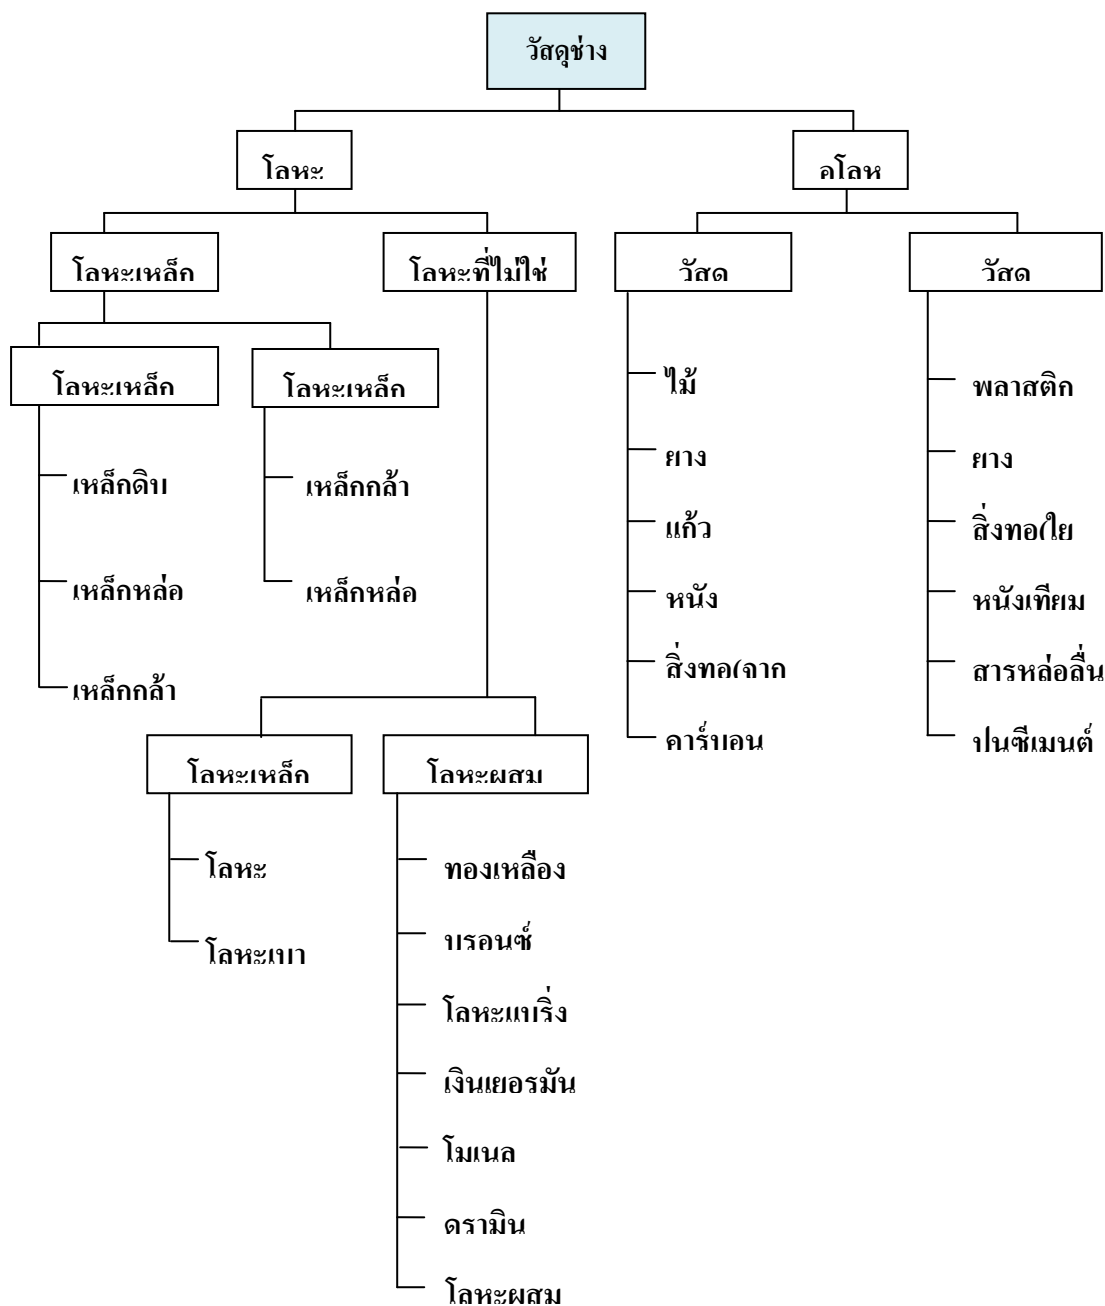 วัสดุช่าง
โลหะ
อโลห
โลหะเหล็ก
โลหะที่ไม่ใช่
วัสด
วัสด
โลหะเหล็ก
โลหะเหล็ก
เหล็กดิบ
เหล็กหล่อ
เหล็กกล้า
เหล็กกล้า
เหล็กหล่อ
โลหะเหล็ก
โลหะ
โลหะเบา
โลหะผสม
ทองเหลือง
บรอนซ์
โลหะแบริ่ง
เงินเยอรมัน
โมเนล
ดรามิน
โลหะผสม
ไม้
ยาง
แก้ว
หนัง
สิ่งทอ(จาก
คาร์บอน
พลาสติก
ยาง
สิ่งทอ(ใย
หนังเทียม
สารหล่อลื่น
ปูนซีเมนต์